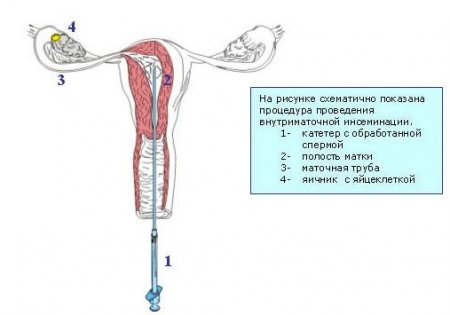 4
3
2
1
На рисунке схематично показана
процедура проведения
внутриматочной инсеминации.
1- катетер с обработанной
спермой
2- полость матки
3- маточная труба
4- яичник с яйцеклеткой